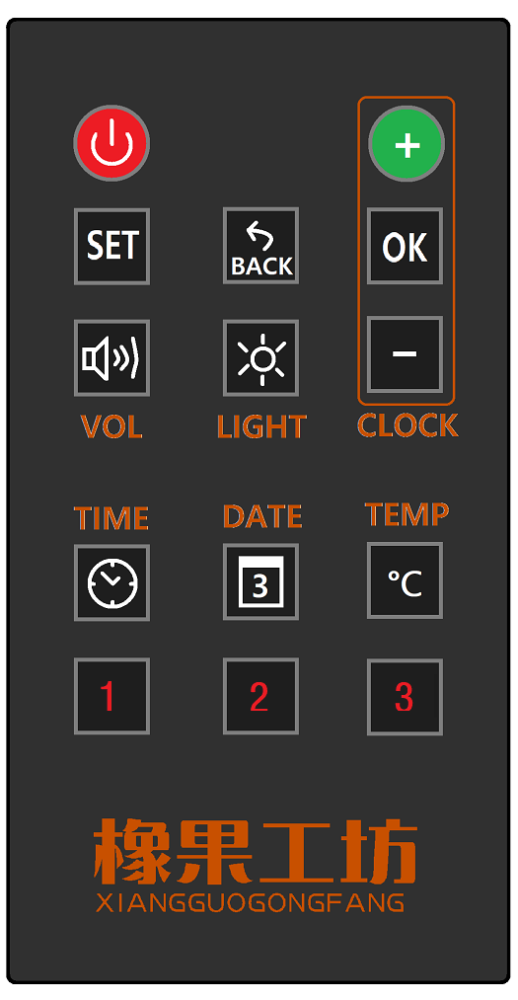 +
SET BACK OK
−
VOL LIGHT CLOCK
TIME DATE TEMP
3 °C
1 2 3
橡果工坊
XIANGGUOGONGFANG